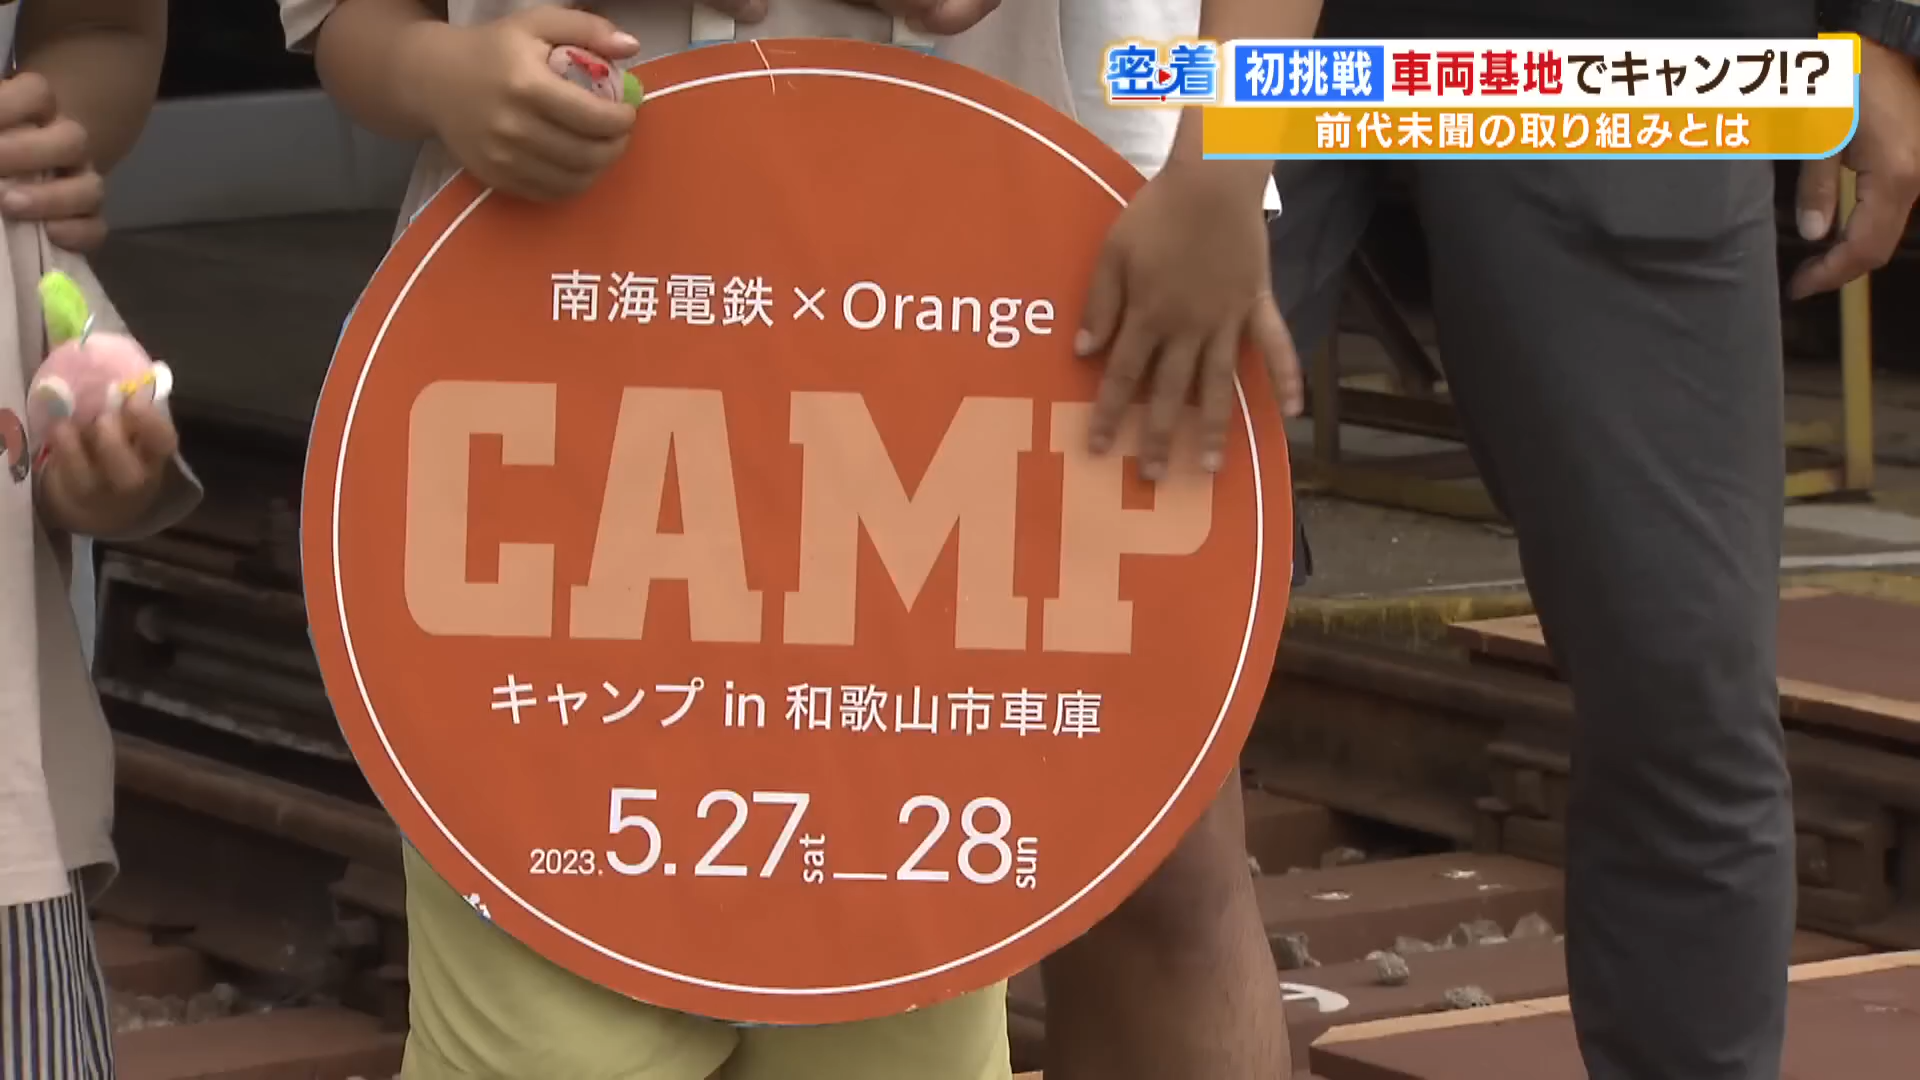 密着 初挑戦 車両基地でキャンプ!?
前代未聞の取り組みとは
南海電鉄×Orange
CAMP
キャンプ in 和歌山市車庫
2023.5.27sat_28sun